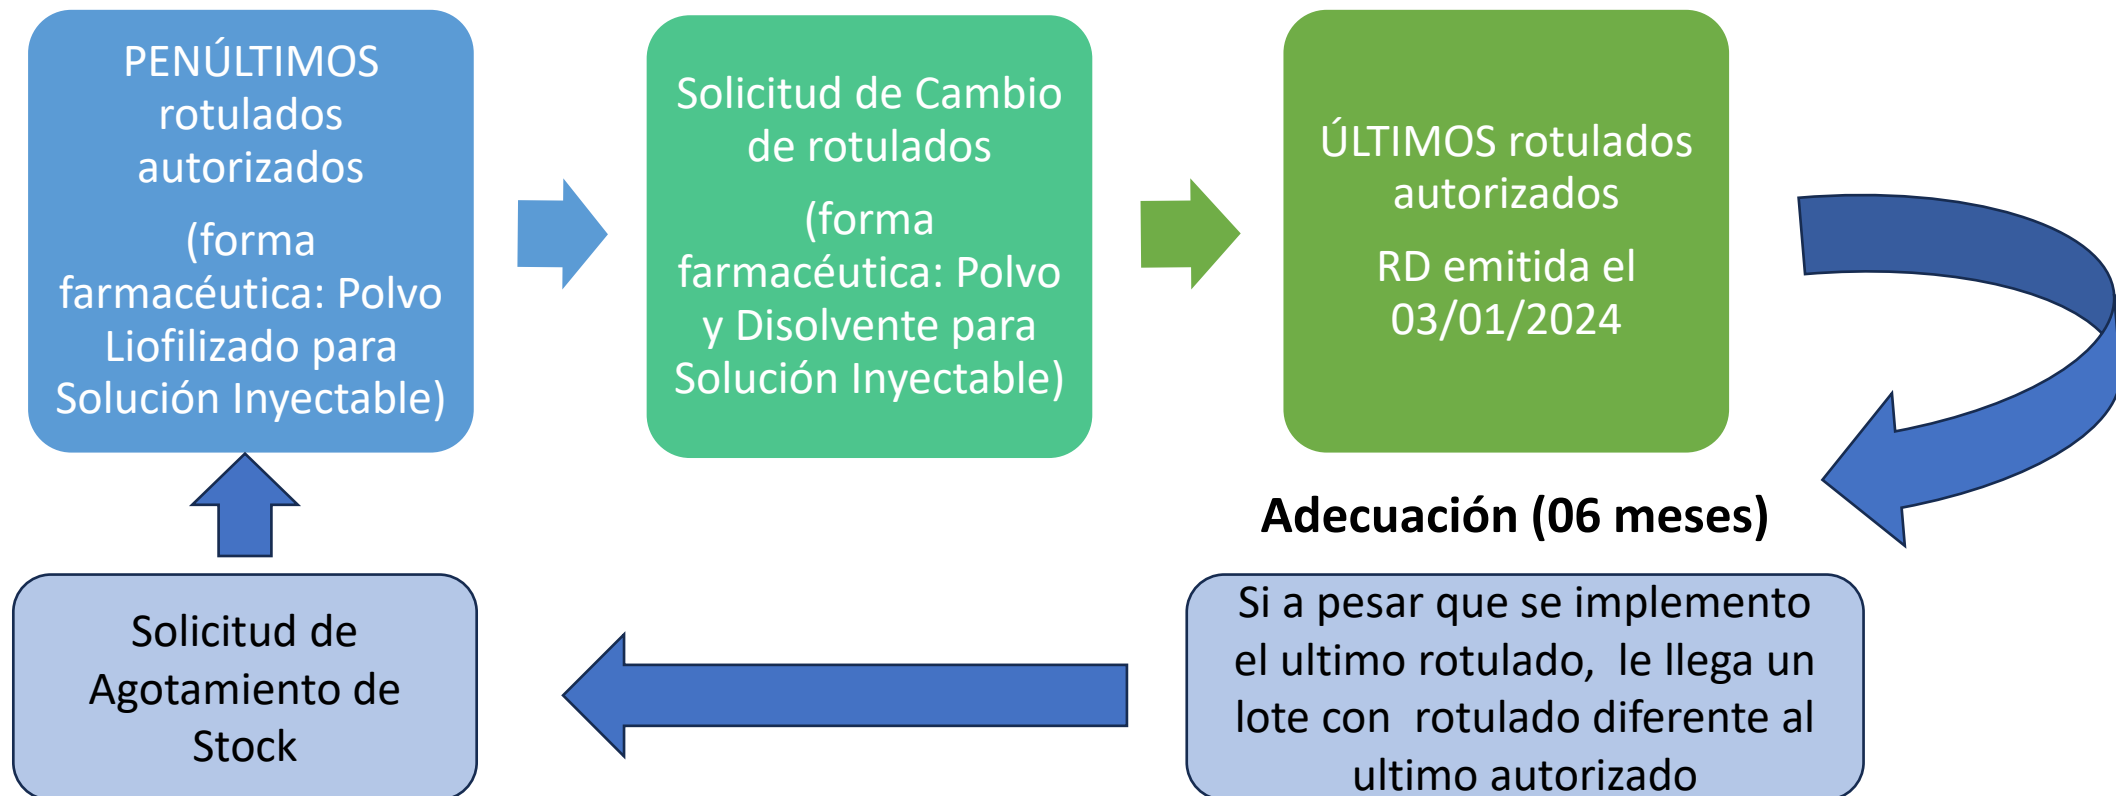 PENÚLTIMOS
rotulados
autorizados
(forma
farmacéutica: Polvo
Liofilizado para
Solución Inyectable)
Solicitud de Cambio
de rotulados
(forma
farmacéutica: Polvo
y Disolvente para
Solución Inyectable)
ÚLTIMOS rotulados
autorizados
RD emitida el
03/01/2024
Adecuación (06 meses)
Si a pesar que se implemento
el ultimo rotulado, le llega un
lote con rotulado diferente al
ultimo autorizado
Solicitud de
Agotamiento de
Stock